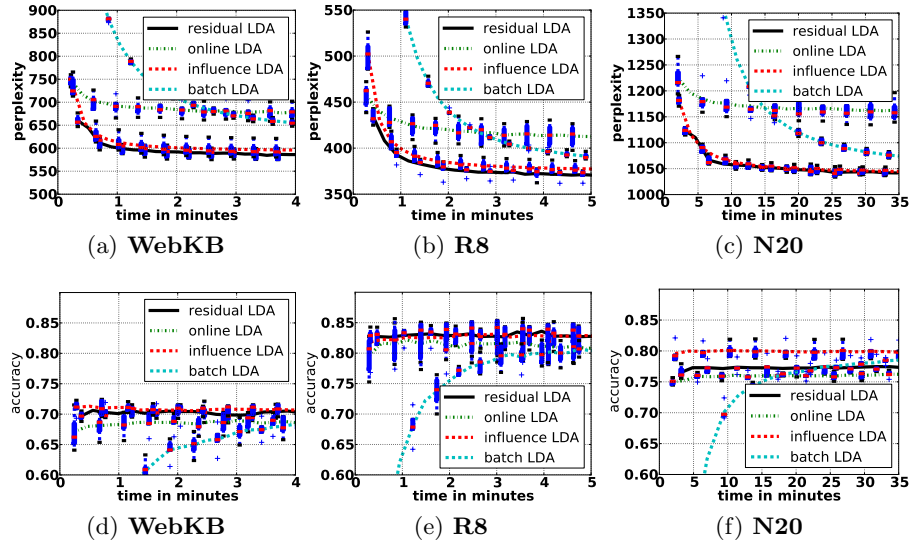 900
850
800
750
700
650
600
550
500
perplexity
0 1 2 3 4
time in minutes
residual LDA
online LDA
influence LDA
batch LDA
(a) WebKB
550
500
450
400
350
perplexity
0 1 2 3 4 5
time in minutes
residual LDA
online LDA
influence LDA
batch LDA
(b) R8
1350
1300
1250
1200
1150
1100
1050
1000
perplexity
0 5 10 15 20 25 30 35
time in minutes
residual LDA
online LDA
influence LDA
batch LDA
(c) N20
0.85
0.80
0.75
0.70
0.65
0.60
accuracy
0 1 2 3 4
time in minutes
residual LDA
online LDA
influence LDA
batch LDA
(d) WebKB
0.85
0.80
0.75
0.70
0.65
0.60
accuracy
0 1 2 3 4 5
time in minutes
residual LDA
online LDA
influence LDA
batch LDA
(e) R8
0.85
0.80
0.75
0.70
0.65
0.60
accuracy
0 5 10 15 20 25 30 35
time in minutes
residual LDA
online LDA
influence LDA
batch LDA
(f) N20